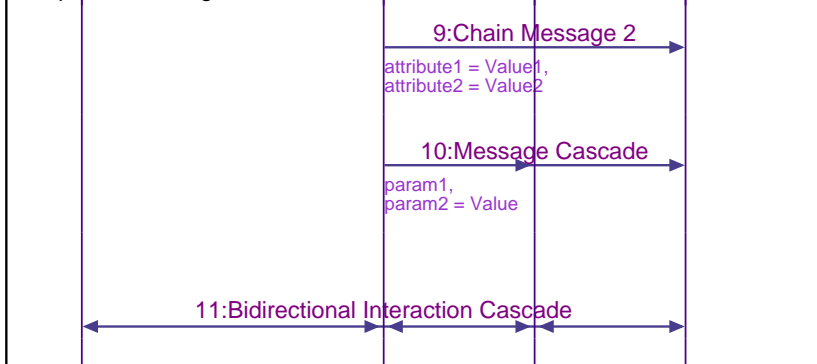 9:Chain Message 2
attribute1 = Value1,
attribute2 = Value2
10:Message Cascade
param1,
param2 = Value
11:Bidirectional Interaction Cascade